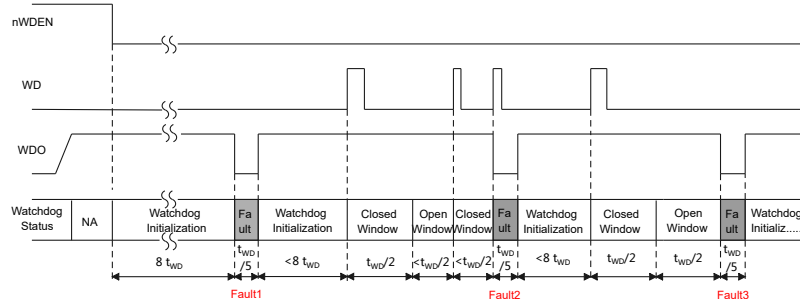 nWDEN
WD
WDO
Watchdog
Status
NA
Watchdog
Initialization
Fa
ult
Watchdog
Initialization
Closed
Window
Open
Window
Closed
Window
Fa
ult
Watchdog
Initialization
Closed
Window
Open
Window
Fa
ult
Watchdog
Initializ.....
8 tWD
tWD
/5
<8 tWD
tWD/2
<tWD/2
<tWD/2
tWD
/5
<8 tWD
tWD/2
tWD/2
tWD
/5
Fault1
Fault2
Fault3